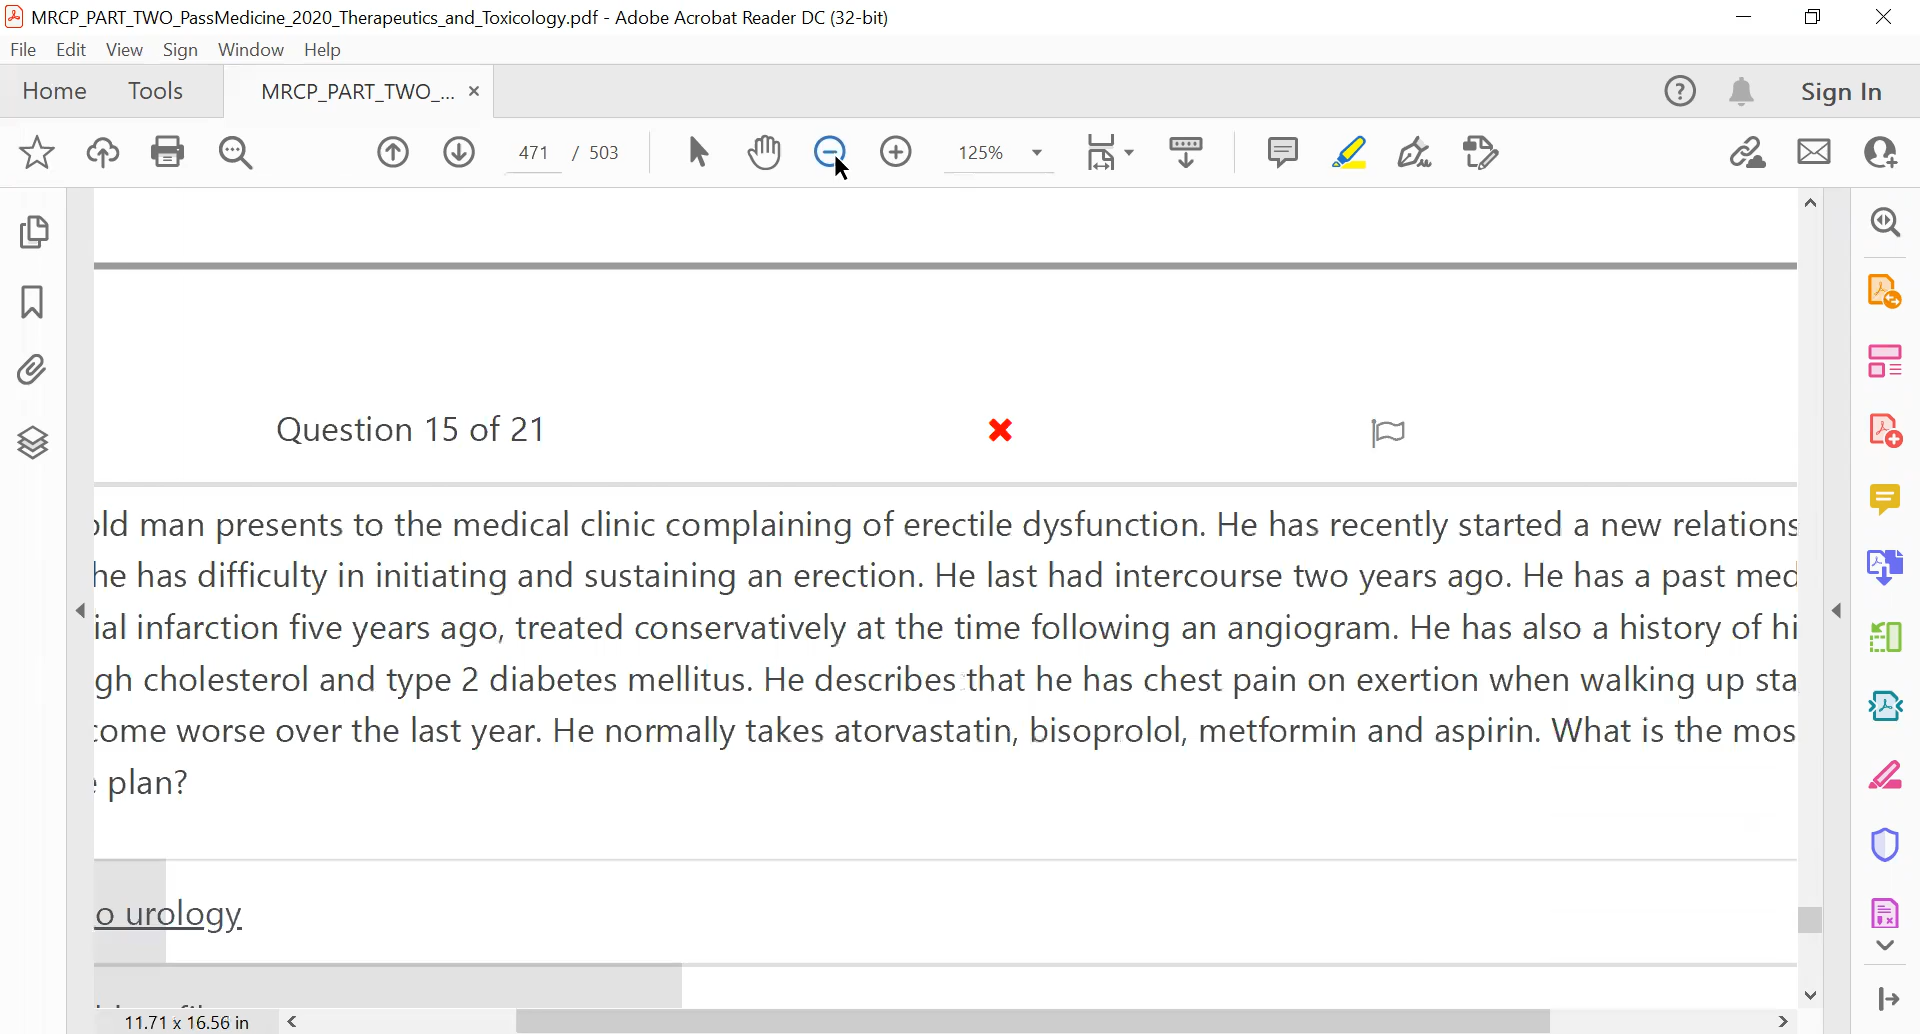 MRCP_PART_TWO_PassMedicine_2020_Therapeutics_and_Toxicology.pdf - Adobe Acrobat Reader DC (32-bit)
File Edit View Sign Window Help
Home Tools MRCP_PART_TWO_... × Sign In
471 / 503 125%
Question 15 of 21
old man presents to the medical clinic complaining of erectile dysfunction. He has recently started a new relations
he has difficulty in initiating and sustaining an erection. He last had intercourse two years ago. He has a past med
ial infarction five years ago, treated conservatively at the time following an angiogram. He has also a history of hi
gh cholesterol and type 2 diabetes mellitus. He describes that he has chest pain on exertion when walking up sta
come worse over the last year. He normally takes atorvastatin, bisoprolol, metformin and aspirin. What is the mos
plan?
o urology
11.71 x 16.56 in